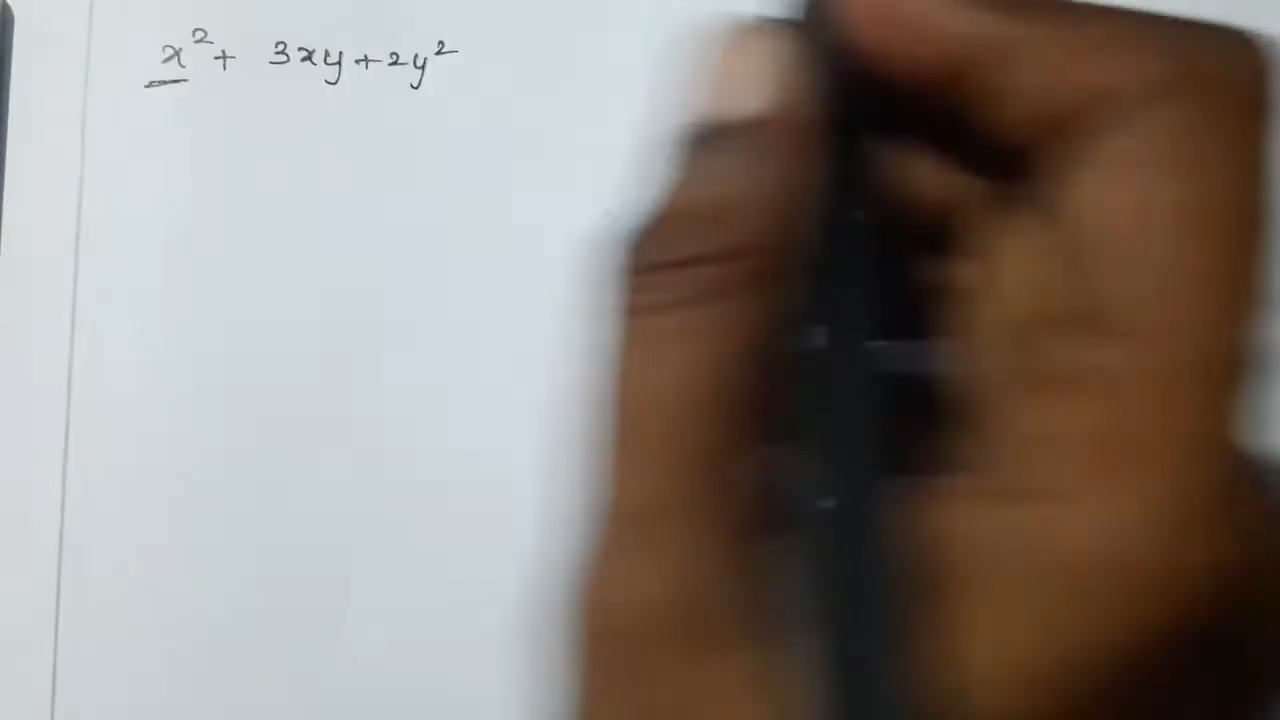 x² + 3xy + 2y²